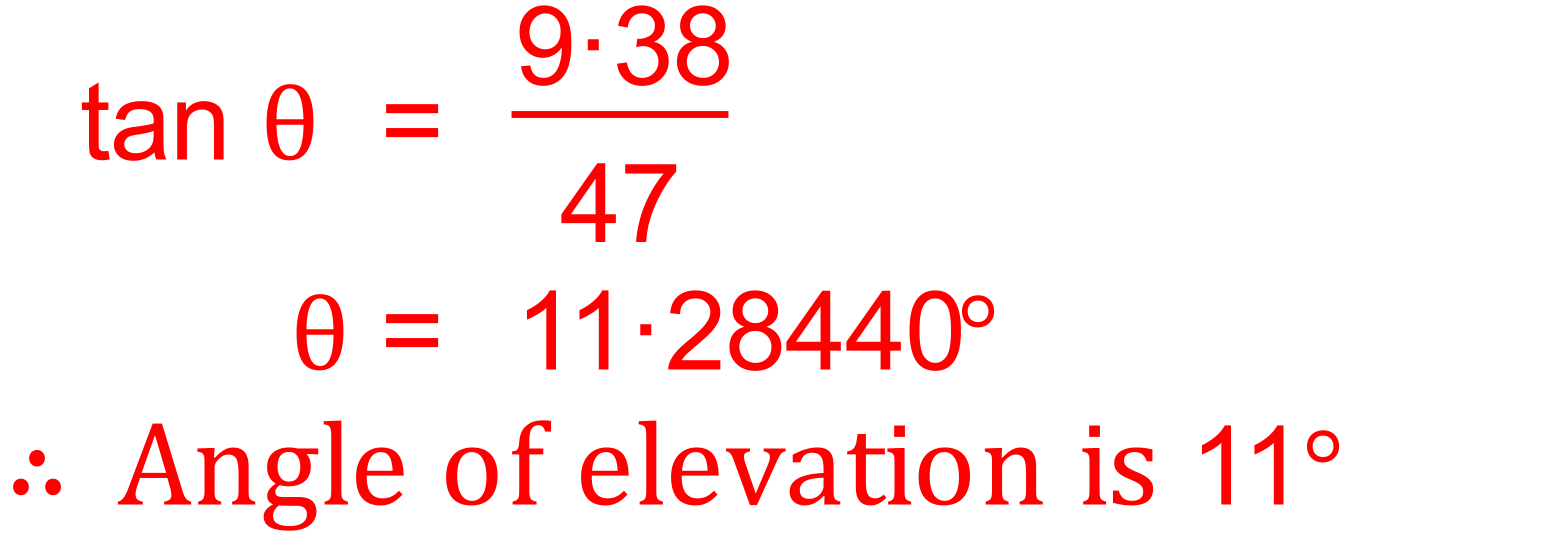 tan θ = 9·38
47
θ = 11·28440°
∴ Angle of elevation is 11°